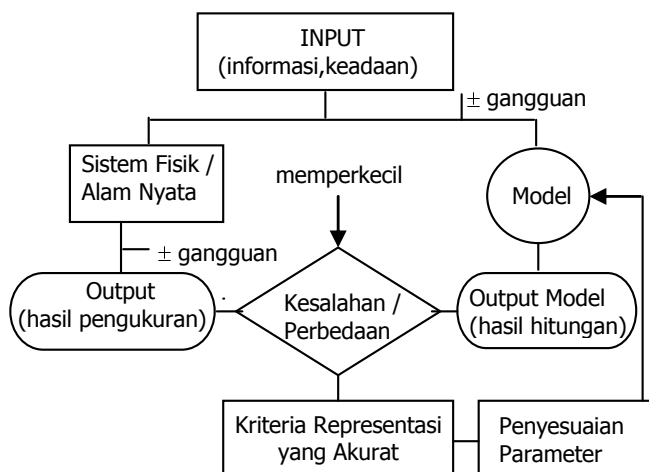 INPUT
(informasi,keadaan)
± gangguan
Sistem Fisik /
Alam Nyata
memperkecil
Model
± gangguan
Output
(hasil pengukuran)
Kesalahan /
Perbedaan
Output Model
(hasil hitungan)
Kriteria Representasi
yang Akurat
Penyesuaian
Parameter